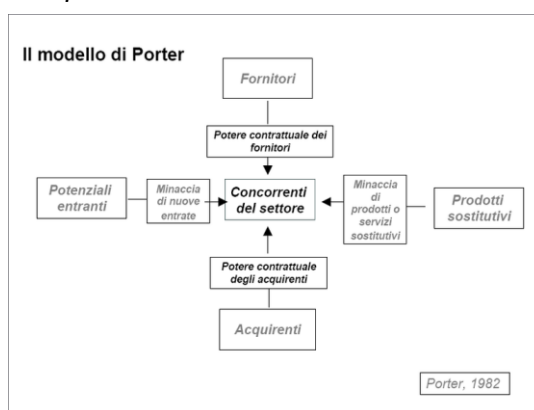 Il modello di Porter
Fornitori
Potere contrattuale dei
fornitori
Potenziali
entranti
Minaccia
di nuove
entrate
Concorrenti
del settore
Minaccia
di
prodotti o
servizi
sostitutivi
Prodotti
sostitutivi
Potere contrattuale
degli acquirenti
Acquirenti
Porter, 1982